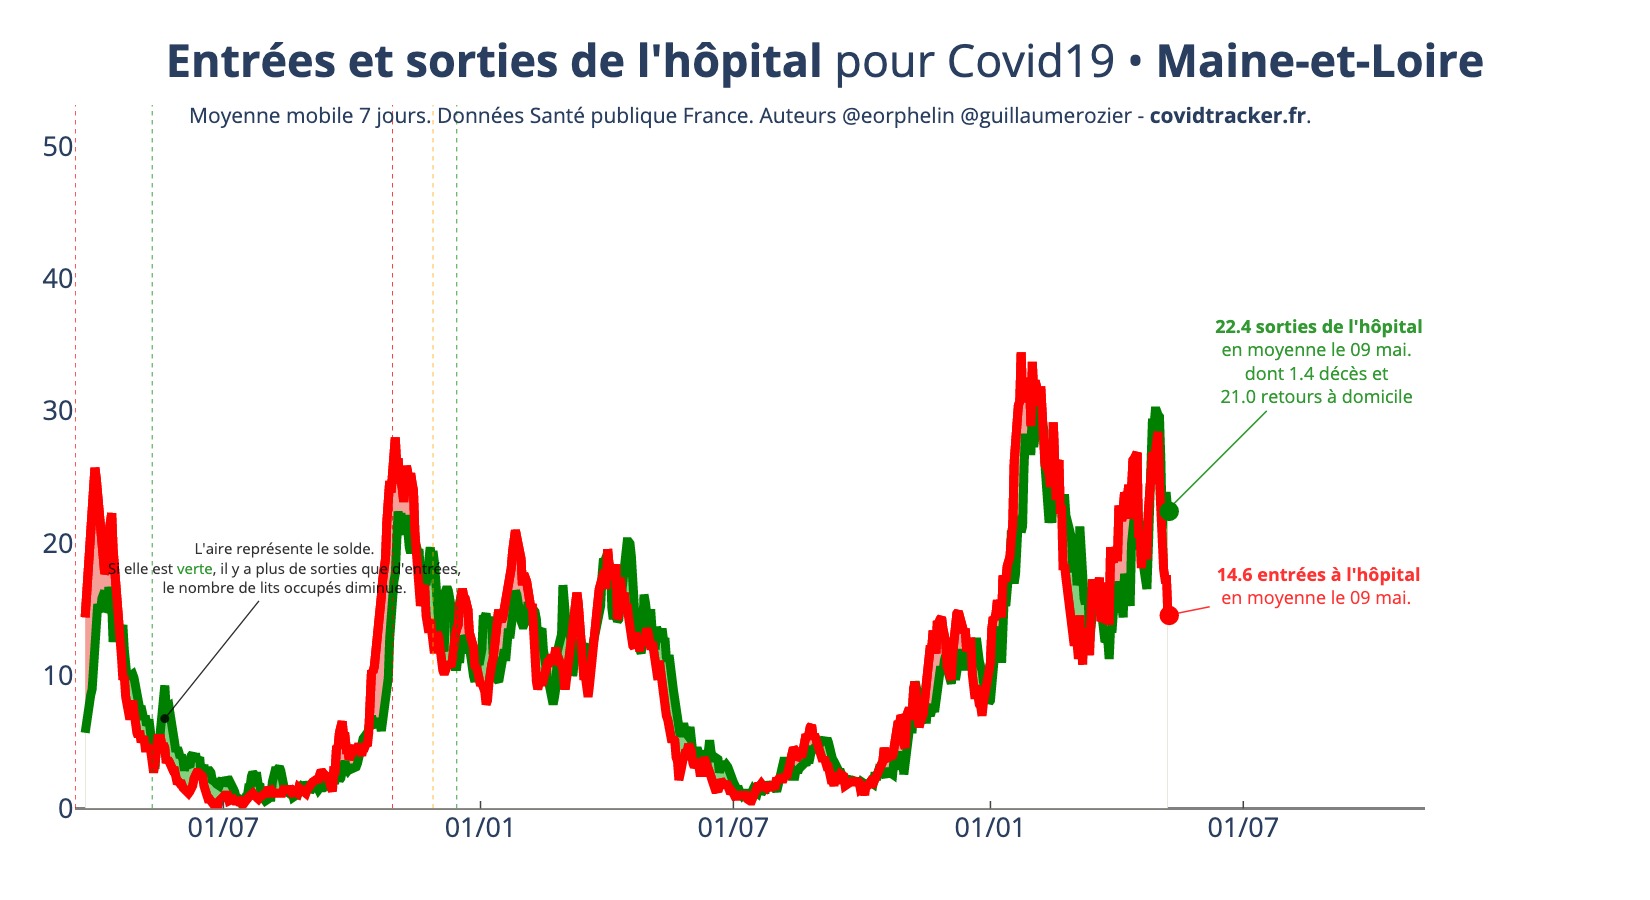 Entrées et sorties de l'hôpital pour Covid19 • Maine-et-Loire
Moyenne mobile 7 jours. Données Santé publique France. Auteurs @eorphelin @guillaumerozier - covidtracker.fr.
50
40
30
20
10
0
22.4 sorties de l'hôpital
en moyenne le 09 mai.
dont 1.4 décès et
21.0 retours à domicile
L'aire représente le solde.
Si elle est verte, il y a plus de sorties que d'entrées,
le nombre de lits occupés diminue.
14.6 entrées à l'hôpital
en moyenne le 09 mai.
01/07
01/01
01/07
01/01
01/07